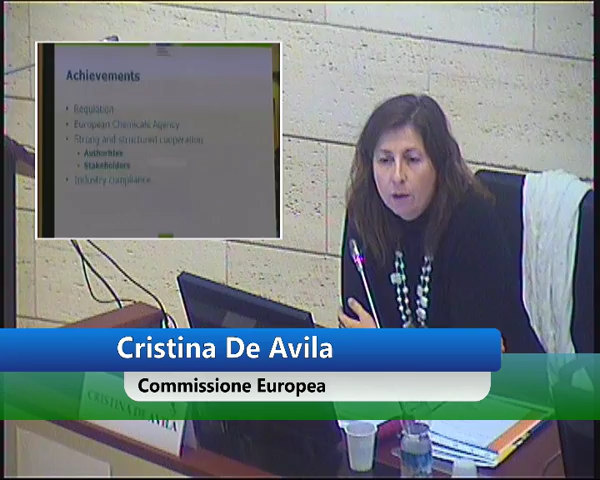 Achievements
• Regulation
• European Chemicals Agency
• Strong and structured cooperation
• Authorities
• Stakeholders
• Industry compliance
Cristina De Avila
Commissione Europea
CRISTINA DE AVILA